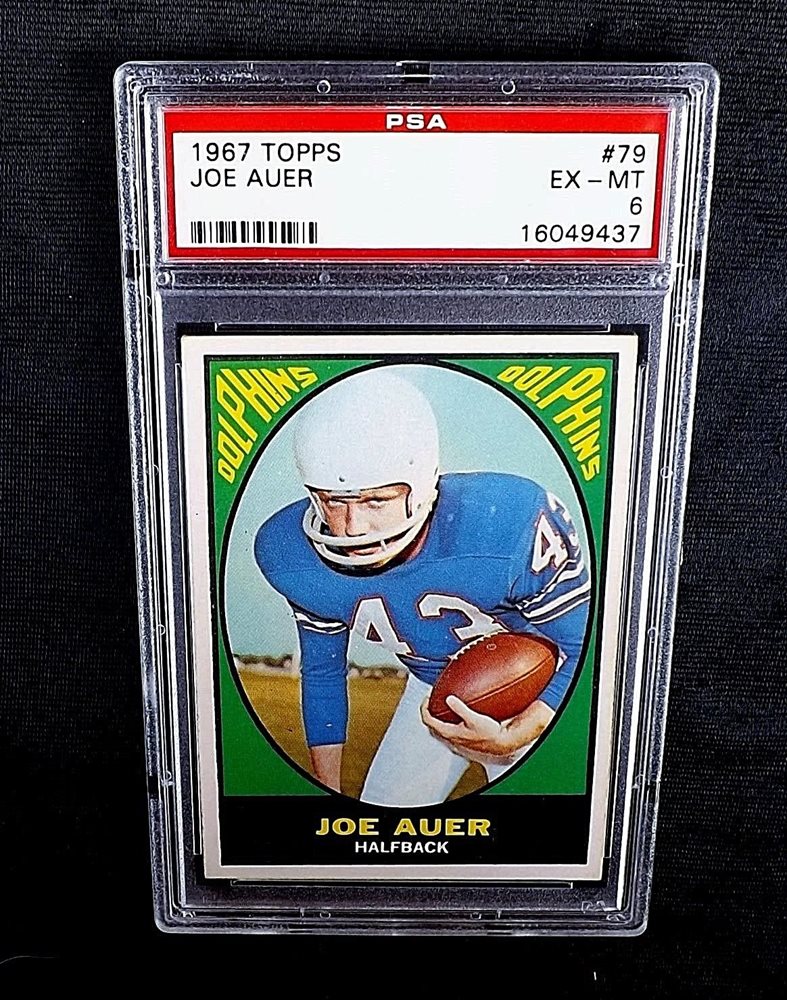 PSA
1967 TOPPS #79
JOE AUER EX - MT
6
16049437
DOLPHINS DOLPHINS
43
43
JOE AUER
HALFBACK